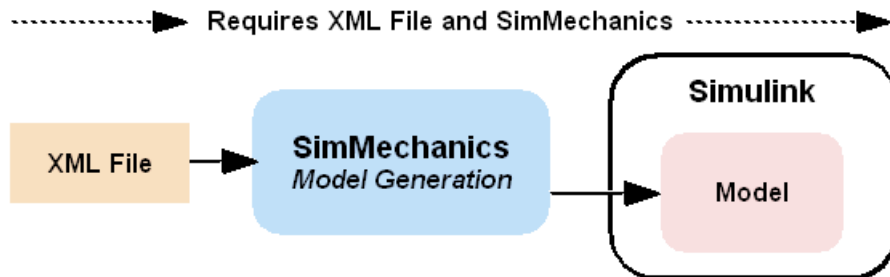 Requires XML File and SimMechanics
Simulink
XML File
SimMechanics
Model Generation
Model